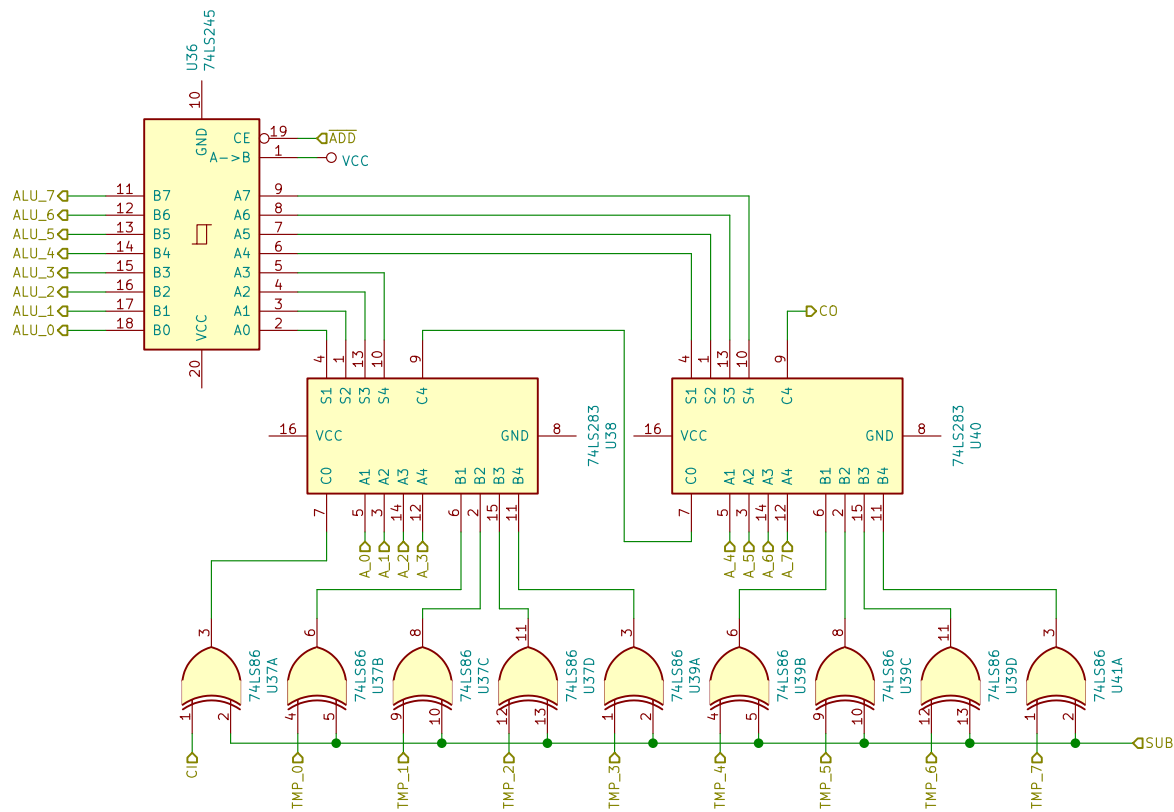 U36
74LS245
10
GND
CE 19 ADD
A->B 1 VCC
ALU_7 11 B7 A7 9
ALU_6 12 B6 A6 8
ALU_5 13 B5 A5 7
ALU_4 14 B4 A4 6
ALU_3 15 B3 A3 5
ALU_2 16 B2 A2 4
ALU_1 17 B1 A1 3
ALU_0 18 B0 A0 2
VCC
20
CO
4 1 13 10 9
S1 S2 S3 S4 C4
16 VCC GND 8
74LS283
U38
C0 A1 A2 A3 A4 B1 B2 B3 B4
7 5 3 14 12 6 2 15 11
A_0 A_1 A_2 A_3
4 1 13 10 9
S1 S2 S3 S4 C4
16 VCC GND 8
74LS283
U40
C0 A1 A2 A3 A4 B1 B2 B3 B4
7 5 3 14 12 6 2 15 11
A_4 A_5 A_6 A_7
3
74LS86
U37A
1 2
6
74LS86
U37B
4 5
8
74LS86
U37C
9 10
11
74LS86
U37D
12 13
3
74LS86
U39A
1 2
6
74LS86
U39B
4 5
8
74LS86
U39C
9 10
11
74LS86
U39D
12 13
3
74LS86
U41A
1 2
SUB
CI TMP_0 TMP_1 TMP_2 TMP_3 TMP_4 TMP_5 TMP_6 TMP_7